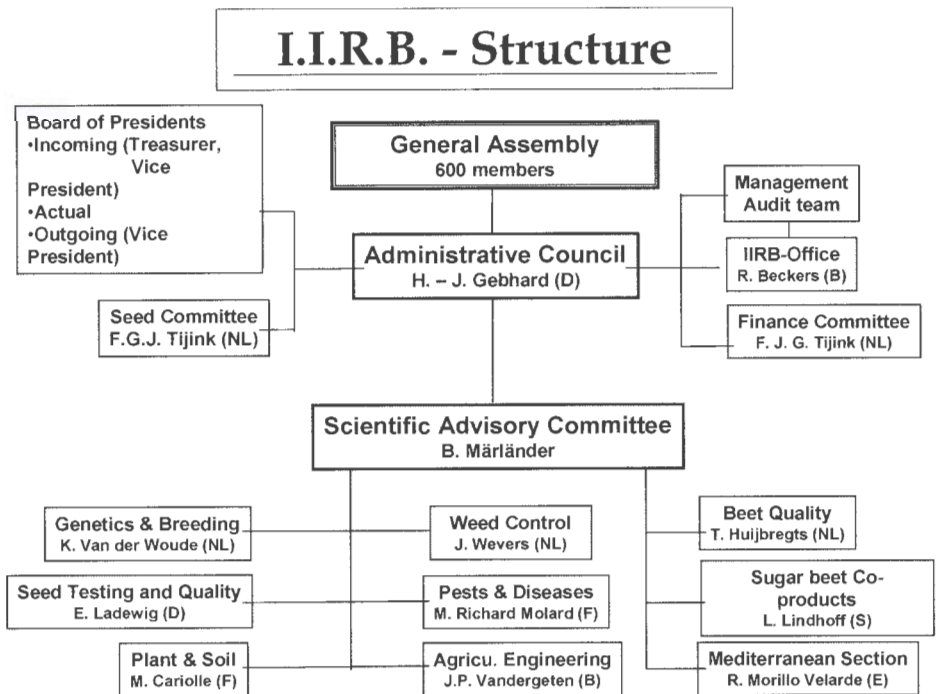 I.I.R.B. - Structure
Board of Presidents
•Incoming (Treasurer,
Vice
President)
•Actual
•Outgoing (Vice
President)
General Assembly
600 members
Management
Audit team
Administrative Council
H. – J. Gebhard (D)
IIRB-Office
R. Beckers (B)
Seed Committee
F.G.J. Tijink (NL)
Finance Committee
F. J. G. Tijink (NL)
Scientific Advisory Committee
B. Märländer
Genetics & Breeding
K. Van der Woude (NL)
Weed Control
J. Wevers (NL)
Beet Quality
T. Huijbregts (NL)
Seed Testing and Quality
E. Ladewig (D)
Pests & Diseases
M. Richard Molard (F)
Sugar beet Co-
products
L. Lindhoff (S)
Plant & Soil
M. Cariolle (F)
Agricu. Engineering
J.P. Vandergeten (B)
Mediterranean Section
R. Morillo Velarde (E)